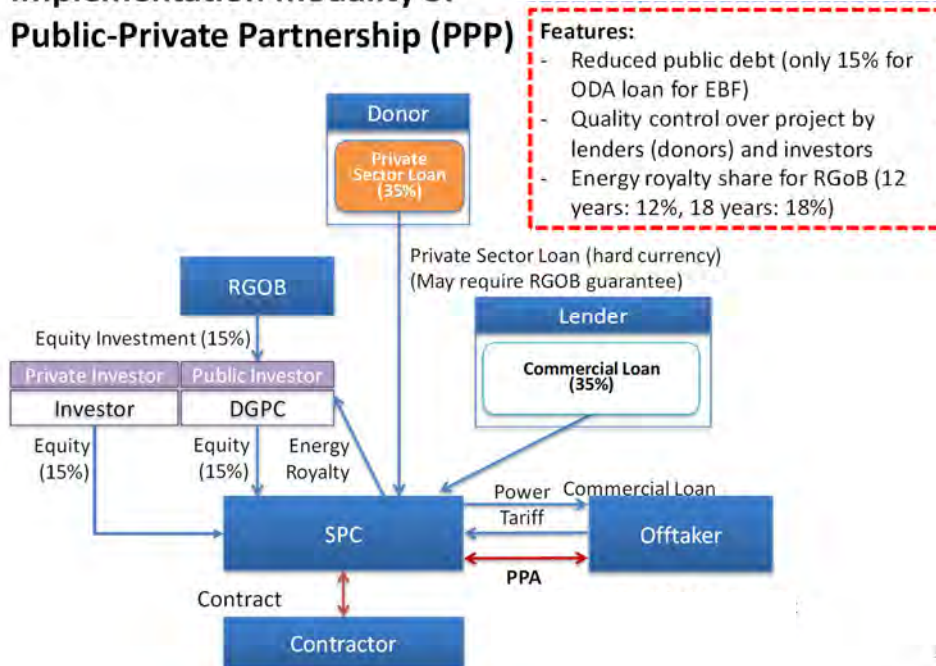 Implementation Modality of
Public-Private Partnership (PPP)
Features:
- Reduced public debt (only 15% for
ODA loan for EBF)
- Quality control over project by
lenders (donors) and investors
- Energy royalty share for RGoB (12
years: 12%, 18 years: 18%)
Donor
Private
Sector Loan
(35%)
Private Sector Loan (hard currency)
(May require RGOB guarantee)
RGOB
Equity Investment (15%)
Private Investor
Public Investor
Investor
DGPC
Lender
Commercial Loan
(35%)
Equity
(15%)
Equity
(15%)
Energy
Royalty
Power
Commercial Loan
Tariff
SPC
Offtaker
PPA
Contract
Contractor